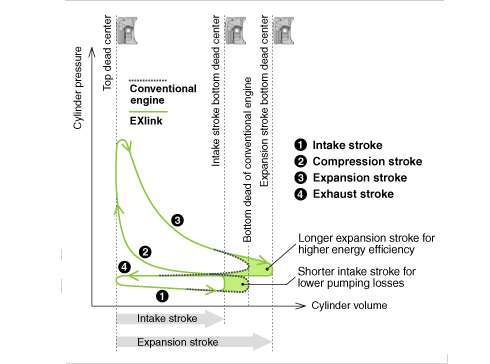 Top dead center
Intake stroke bottom dead center
Bottom dead of conventional engine
Expansion stroke bottom dead center
Cylinder pressure
Conventional
engine
EXlink
1 Intake stroke
2 Compression stroke
3 Expansion stroke
4 Exhaust stroke
3
2
4
1
Longer expansion stroke for
higher energy efficiency
Shorter intake stroke for
lower pumping losses
Cylinder volume
Intake stroke
Expansion stroke